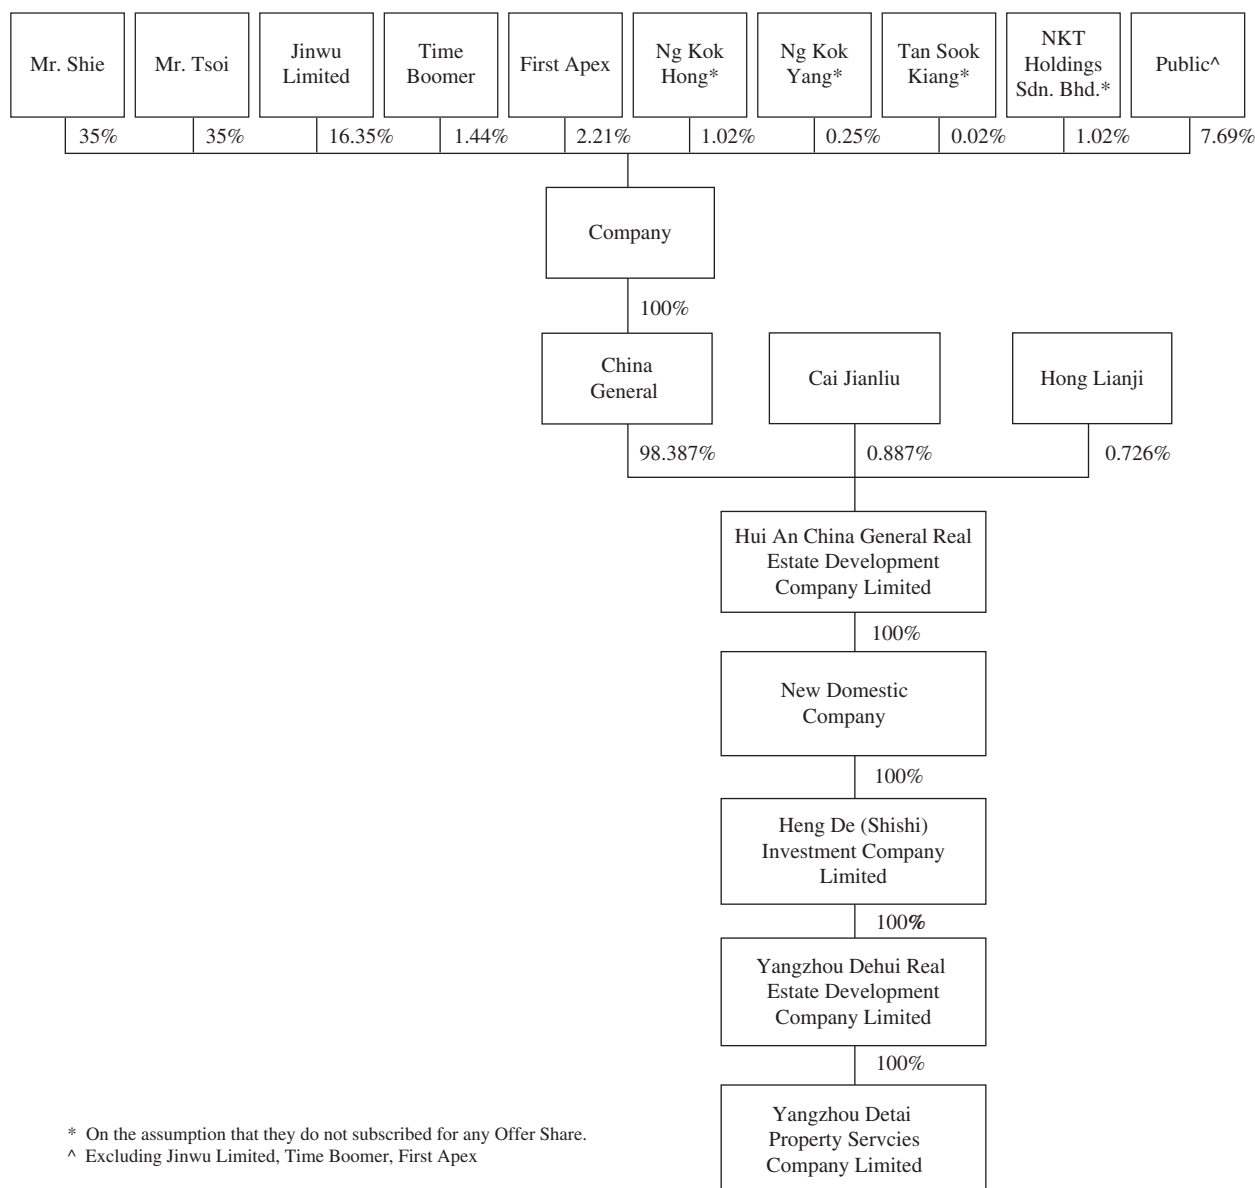 Mr. Shie
Mr. Tsoi
Jinwu
Limited
Time
Boomer
First Apex
Ng Kok
Hong*
Ng Kok
Yang*
Tan Sook
Kiang*
NKT
Holdings
Sdn. Bhd.*
Public^
35%
35%
16.35%
1.44%
2.21%
1.02%
0.25%
0.02%
1.02%
7.69%
Company
100%
China
General
Cai Jianliu
Hong Lianji
98.387%
0.887%
0.726%
Hui An China General Real
Estate Development
Company Limited
100%
New Domestic
Company
100%
Heng De (Shishi)
Investment Company
Limited
100%
Yangzhou Dehui Real
Estate Development
Company Limited
100%
Yangzhou Detai
Property Servcies
Company Limited
* On the assumption that they do not subscribed for any Offer Share.
^ Excluding Jinwu Limited, Time Boomer, First Apex